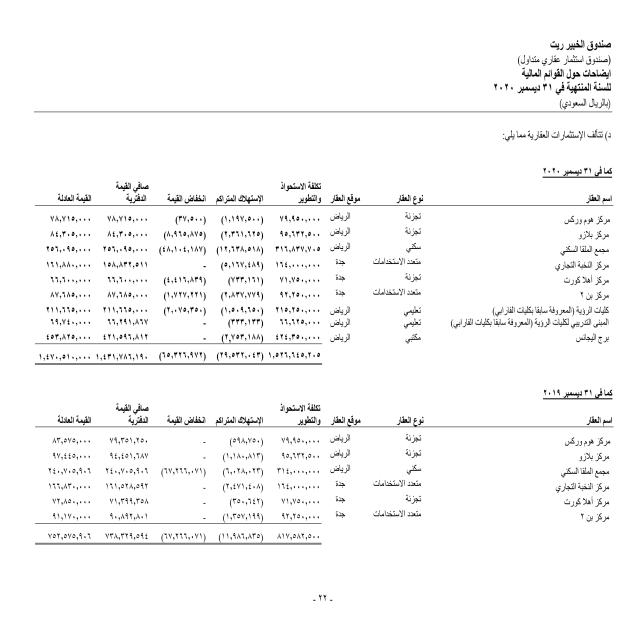 صندوق الخبير ريت
(صندوق استثمار عقاري متداول)
ايضاحات حول القوائم المالية
للسنة المنتهية في ٣١ ديسمبر ٢٠٢٠
(بالريال السعودي)
د) تتألف الإستثمارات العقارية مما يلي:
كما في ٣١ ديسمبر ٢٠٢٠
اسم العقار نوع العقار موقع العقار تكلفة الاستحواذ والتطوير الإستهلاك المتراكم انخفاض القيمة صافي القيمة الدفترية القيمة العادلة
مركز هوم وركس تجزئة الرياض ٧٩,٩٥٠,٠٠٠ (١,١٩٧,٥٠٠) (٣٧,٥٠٠) ٧٨,٧١٥,٠٠٠ ٧٨,٧١٥,٠٠٠
مركز بلازو تجزئة الرياض ٩٥,٦٣٢,٥٠٠ (٢,٣٦١,٦٢٥) (٨,٩٦٥,٨٧٥) ٨٤,٣٠٥,٠٠٠ ٨٤,٣٠٥,٠٠٠
مجمع الملقا السكني سكني الرياض ٣١٦,٨٣٧,٧٠٥ (١٢,٦٣٨,٥١٨) (٤٨,١٠٤,١٨٧) ٢٥٦,٠٩٥,٠٠٠ ٢٥٦,٠٩٥,٠٠٠
مركز النخبة التجاري متعدد الاستخدامات جدة ١٦٤,٠٠٠,٠٠٠ (٥,١٦٧,٤٨٩) - ١٥٨,٨٣٢,٥١١ ١٦١,٨٨٠,٠٠٠
مركز أهلا كورت تجزئة جدة ٧١,٧٥٠,٠٠٠ (٧٣٣,١٦١) (٤,٤١٦,٨٣٩) ٦٦,٦٠٠,٠٠٠ ٦٦,٦٠٠,٠٠٠
مركز بن ٢ متعدد الاستخدامات جدة ٩٢,٢٥٠,٠٠٠ (٢,٨٣٧,٧٧٩) (١,٧٢٧,٢٢١) ٨٧,٦٨٥,٠٠٠ ٨٧,٦٨٥,٠٠٠
كليات الرؤية (المعروفة سابقا بكليات الفارابي) تعليمي الرياض ٢١٥,٢٥٠,٠٠٠ (١,٥٠٩,٦٥٠) (٢,٠٧٥,٣٥٠) ٢١١,٦٦٥,٠٠٠ ٢١١,٦٦٥,٠٠٠
المبنى التدريبي لكليات الرؤية (المعروفة سابقا بكليات الفارابي) تعليمي الرياض ٦٦,٦٢٥,٠٠٠ (٣٣٣,١٣٣) - ٦٦,٢٩١,٨٦٧ ٦٩,٧٤٠,٠٠٠
برج اليجانس مكتبي الرياض ٤٢٤,٣٥٠,٠٠٠ (٢,٧٥٣,١٨٨) - ٤٢١,٥٩٦,٨١٢ ٤٥٣,٨٢٥,٠٠٠
١,٥٢٦,٦٤٥,٢٠٥ (٢٩,٥٣٢,٠٤٣) (٦٥,٣٢٦,٩٧٢) ١,٤٣١,٧٨٦,١٩٠ ١,٤٧٠,٥١٠,٠٠٠
كما في ٣١ ديسمبر ٢٠١٩
اسم العقار نوع العقار موقع العقار تكلفة الاستحواذ والتطوير الإستهلاك المتراكم انخفاض القيمة صافي القيمة الدفترية القيمة العادلة
مركز هوم وركس تجزئة الرياض ٧٩,٩٥٠,٠٠٠ (٥٩٨,٧٥٠) - ٧٩,٣٥١,٢٥٠ ٨٣,٥٧٥,٠٠٠
مركز بلازو تجزئة الرياض ٩٥,٦٣٢,٥٠٠ (١,١٨٠,٨١٣) - ٩٤,٤٥١,٦٨٧ ٩٧,٤٤٥,٠٠٠
مجمع الملقا السكني سكني الرياض ٣١٤,٠٠٠,٠٠٠ (٦,٠٢٨,٠٢٣) (٦٧,٢٦٦,٠٧١) ٢٤٠,٧٠٥,٩٠٦ ٢٤٠,٧٠٥,٩٠٦
مركز النخبة التجاري متعدد الاستخدامات جدة ١٦٤,٠٠٠,٠٠٠ (٢,٤٧١,٤٠٨) - ١٦١,٥٢٨,٥٩٢ ١٦٦,٨٣٠,٠٠٠
مركز أهلا كورت تجزئة جدة ٧١,٧٥٠,٠٠٠ (٣٥٠,٦٤٢) - ٧١,٣٩٩,٣٥٨ ٧٢,٨٥٠,٠٠٠
مركز بن ٢ متعدد الاستخدامات جدة ٩٢,٢٥٠,٠٠٠ (١,٣٥٧,١٩٩) - ٩٠,٨٩٢,٨٠١ ٩١,١٧٠,٠٠٠
٨١٧,٥٨٢,٥٠٠ (١١,٩٨٦,٨٣٥) (٦٧,٢٦٦,٠٧١) ٧٣٨,٣٢٩,٥٩٤ ٧٥٢,٥٧٥,٩٠٦
- ٢٢ -